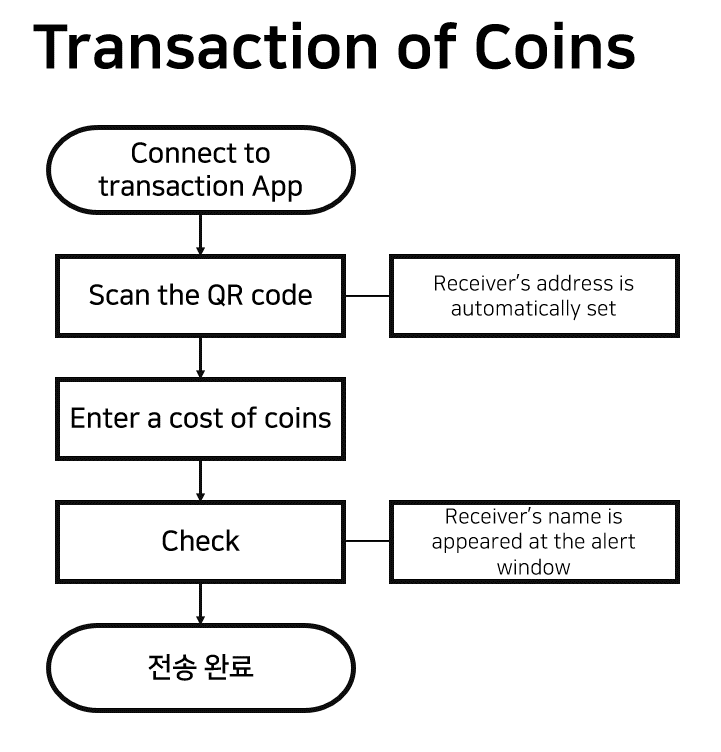 Transaction of Coins
Connect to
transaction App
Scan the QR code
Receiver's address is
automatically set
Enter a cost of coins
Check
Receiver's name is
appeared at the alert
window
전송 완료